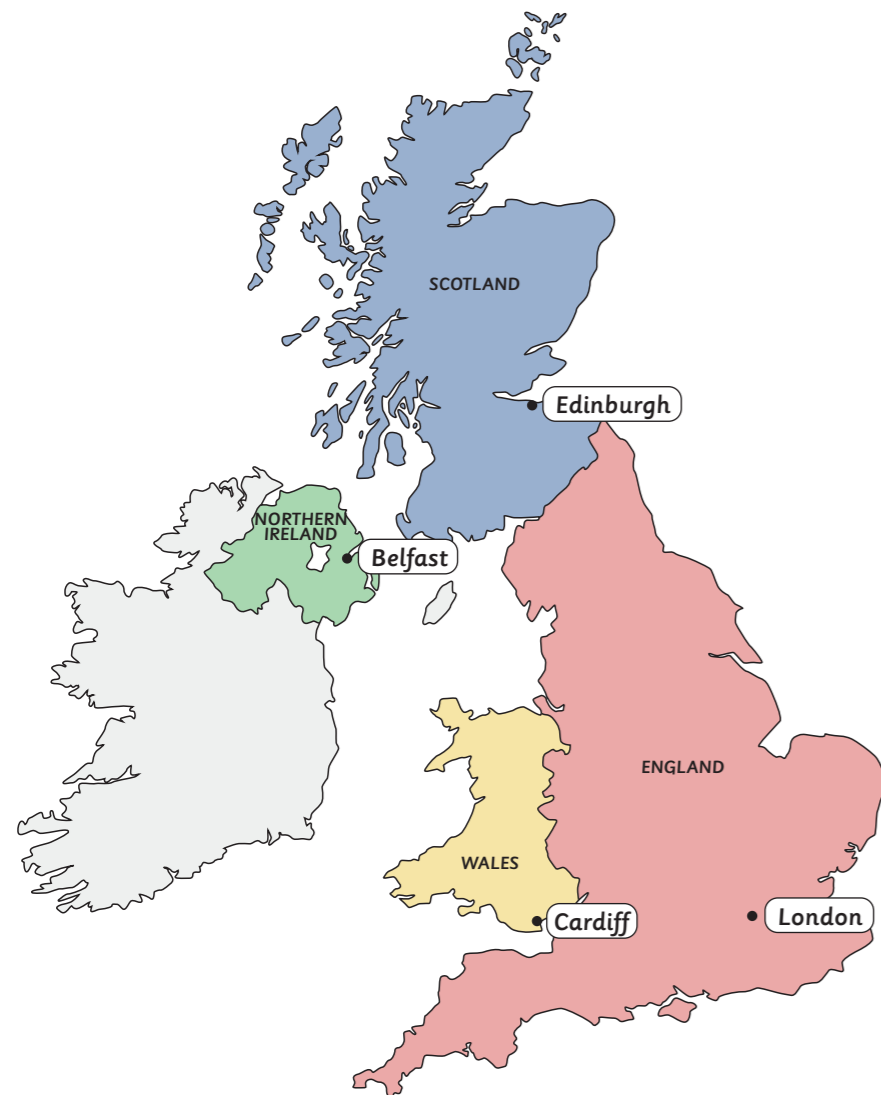 SCOTLAND
Edinburgh
NORTHERN
IRELAND
Belfast
ENGLAND
WALES
Cardiff
London